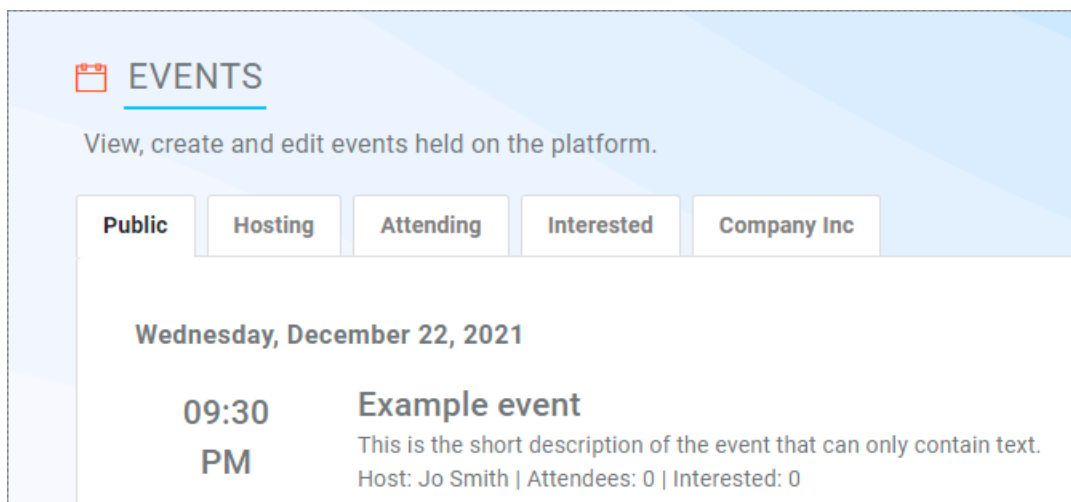 EVENTS
View, create and edit events held on the platform.
Public Hosting Attending Interested Company Inc
Wednesday, December 22, 2021
09:30
PM
Example event
This is the short description of the event that can only contain text.
Host: Jo Smith | Attendees: 0 | Interested: 0